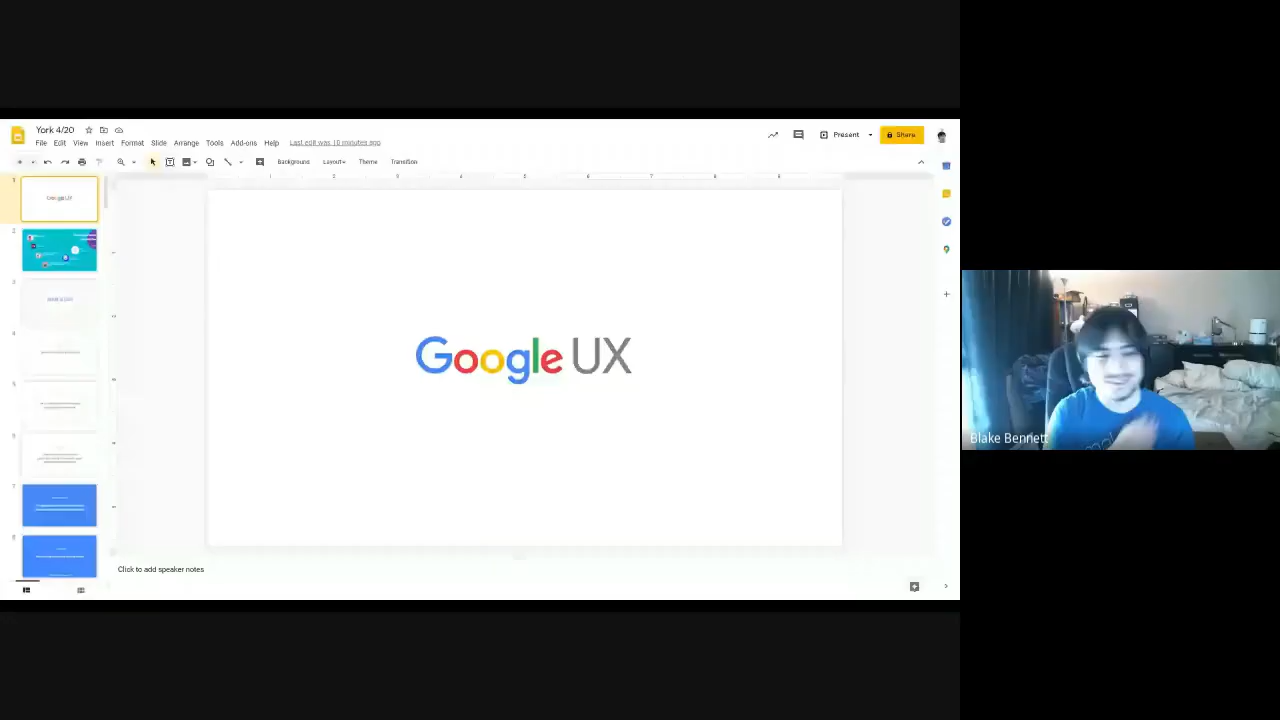 York 4/20
File Edit View Insert Format Slide Arrange Tools Add-ons Help Last edit was 10 minutes ago
Present
Share
Background Layout Theme Transition
Google UX
Click to add speaker notes
Blake Bennett